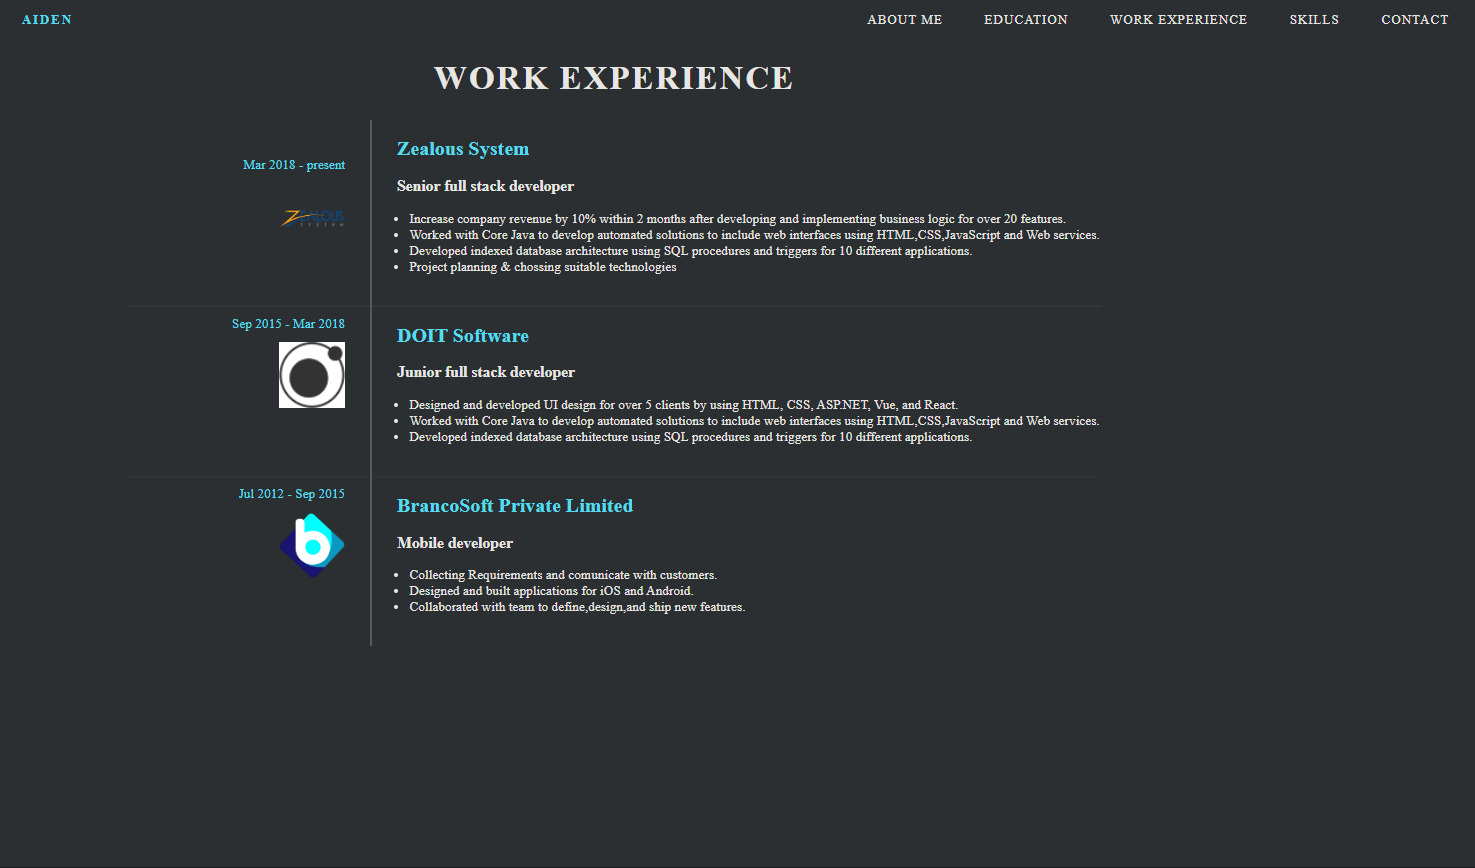 AIDEN
ABOUT ME
EDUCATION
WORK EXPERIENCE
SKILLS
CONTACT
WORK EXPERIENCE
Mar 2018 - present
ZEALOUS
SYSTEM
Zealous System
Senior full stack developer
Increase company revenue by 10% within 2 months after developing and implementing business logic for over 20 features.
Worked with Core Java to develop automated solutions to include web interfaces using HTML,CSS,JavaScript and Web services.
Developed indexed database architecture using SQL procedures and triggers for 10 different applications.
Project planning & chossing suitable technologies
Sep 2015 - Mar 2018
DOIT Software
Junior full stack developer
Designed and developed UI design for over 5 clients by using HTML, CSS, ASP.NET, Vue, and React.
Worked with Core Java to develop automated solutions to include web interfaces using HTML,CSS,JavaScript and Web services.
Developed indexed database architecture using SQL procedures and triggers for 10 different applications.
Jul 2012 - Sep 2015
b
BrancoSoft Private Limited
Mobile developer
Collecting Requirements and comunicate with customers.
Designed and built applications for iOS and Android.
Collaborated with team to define,design,and ship new features.